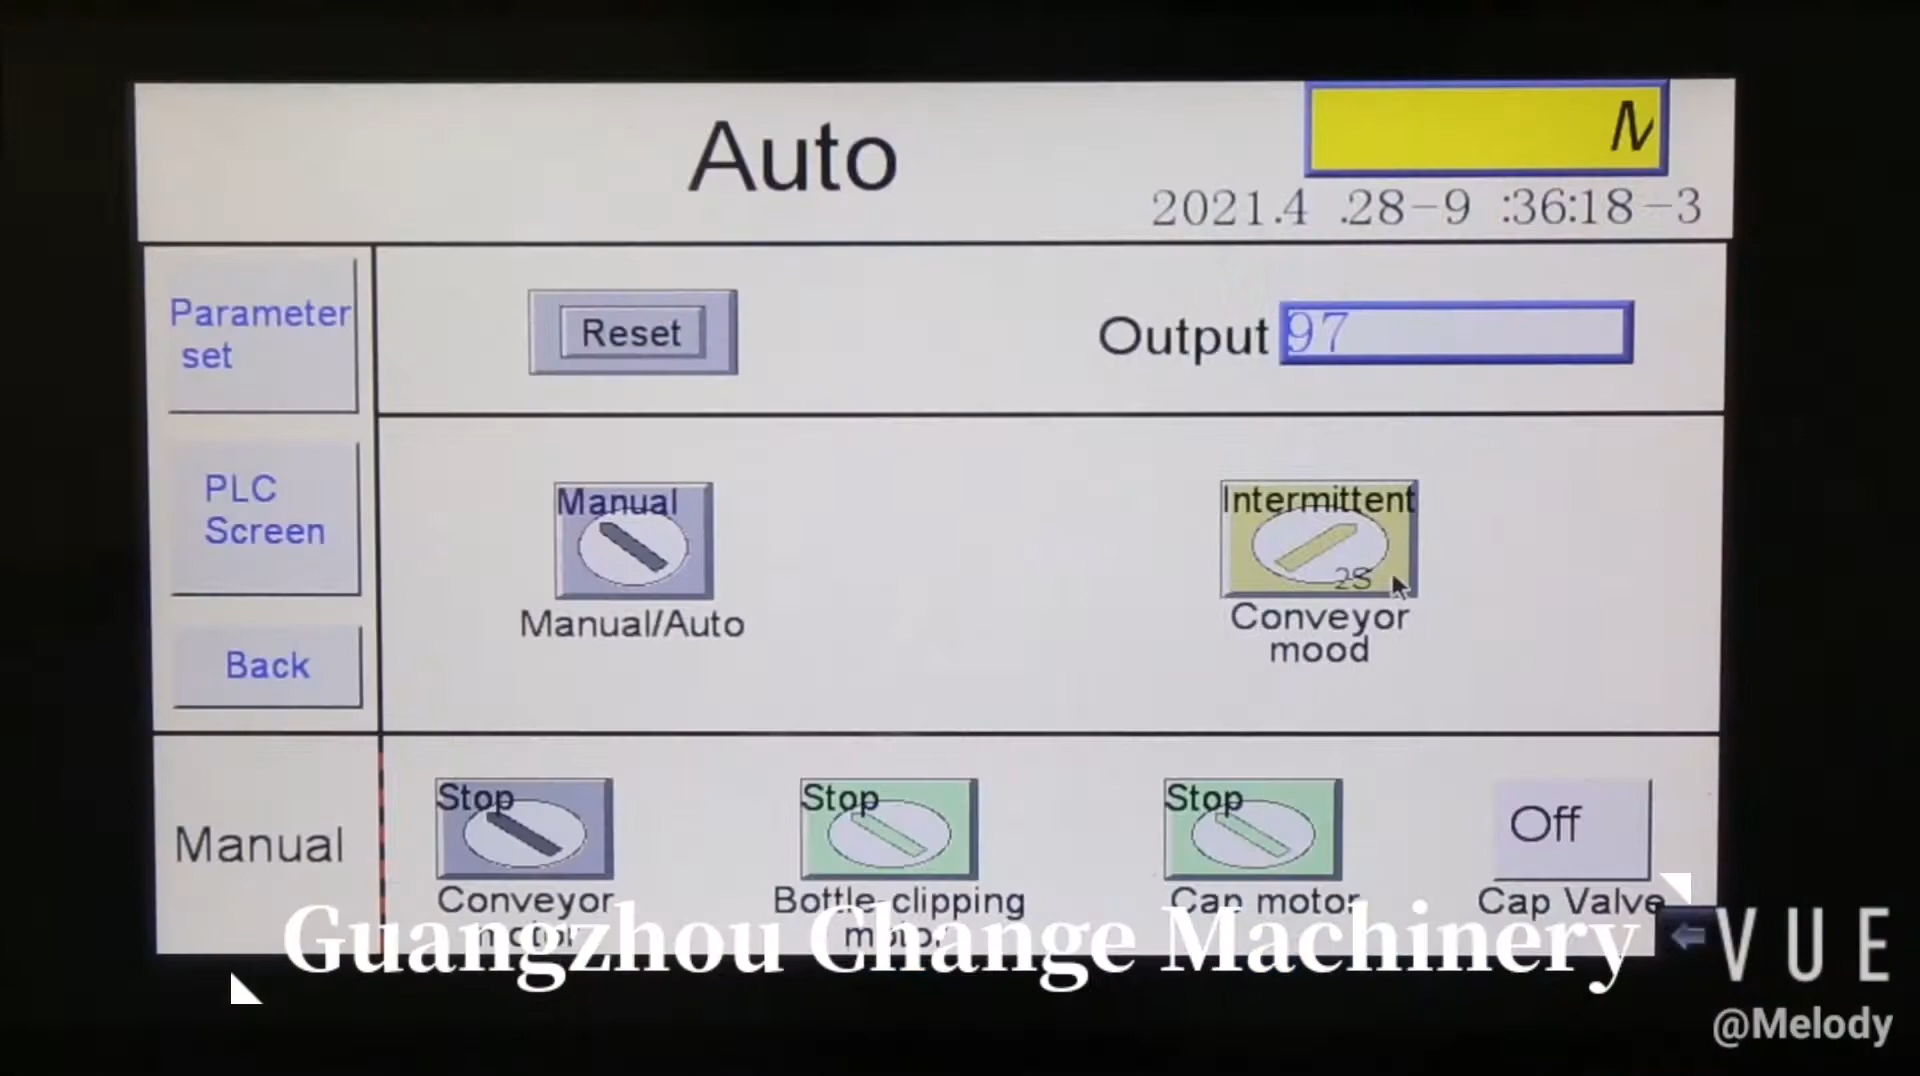 Auto
M
2021.4 .28-9 :36:18-3
Parameter
set
Reset
Output 97
PLC
Screen
Manual
Manual/Auto
Intermittent
2S
Conveyor
mood
Back
Manual
Stop
Conveyor
motor
Stop
Bottle-clipping
motor
Stop
Cap motor
Off
Cap Valve
Guangzhou Change Machinery
VUE
@Melody